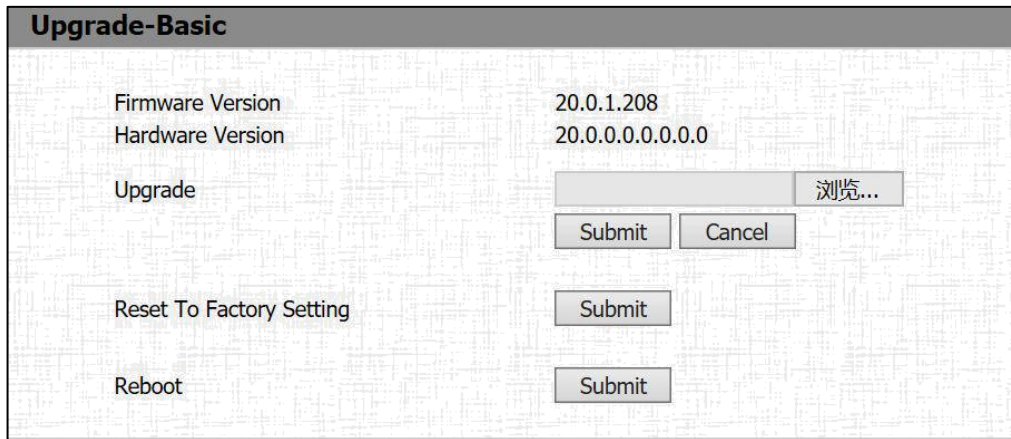 Upgrade-Basic
Firmware Version 20.0.1.208
Hardware Version 20.0.0.0.0.0.0.0
Upgrade 浏览...
Submit Cancel
Reset To Factory Setting Submit
Reboot Submit